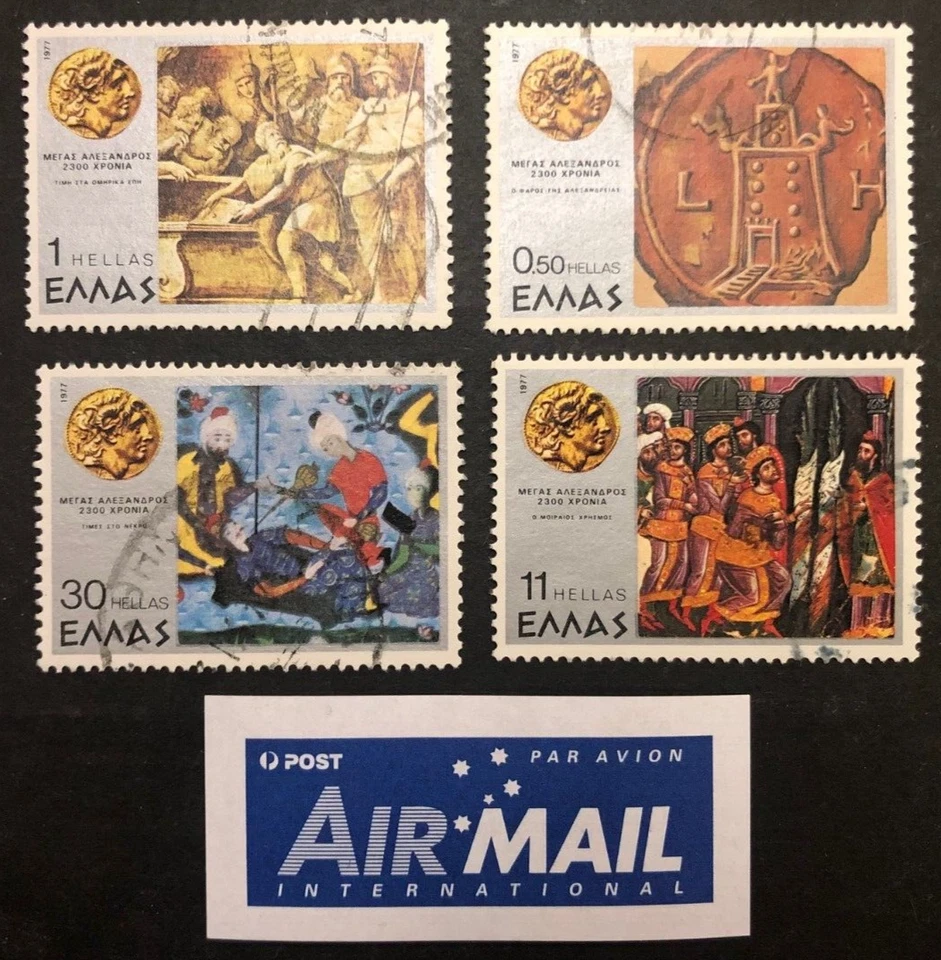 1977
ΜΕΓΑΣ ΑΛΕΞΑΝΔΡΟΣ
2300 ΧΡΟΝΙΑ
ΤΙΜΗ ΣΤΑ ΟΜΗΡΙΚΑ ΕΠΗ
1 HELLAS
ΕΛΛΑΣ
1977
ΜΕΓΑΣ ΑΛΕΞΑΝΔΡΟΣ
2300 ΧΡΟΝΙΑ
Ο ΦΑΡΟΣ ΤΗΣ ΑΛΕΞΑΝΔΡΕΙΑΣ
L H
0.50 HELLAS
ΕΛΛΑΣ
1977
ΜΕΓΑΣ ΑΛΕΞΑΝΔΡΟΣ
2300 ΧΡΟΝΙΑ
ΤΙΜΕΣ ΣΤΟ ΝΕΚΡΟ
30 HELLAS
ΕΛΛΑΣ
1977
ΜΕΓΑΣ ΑΛΕΞΑΝΔΡΟΣ
2300 ΧΡΟΝΙΑ
Ο ΜΟΙΡΑΙΟΣ ΧΡΗΣΜΟΣ
11 HELLAS
ΕΛΛΑΣ
POST
PAR AVION
AIR MAIL
INTERNATIONAL